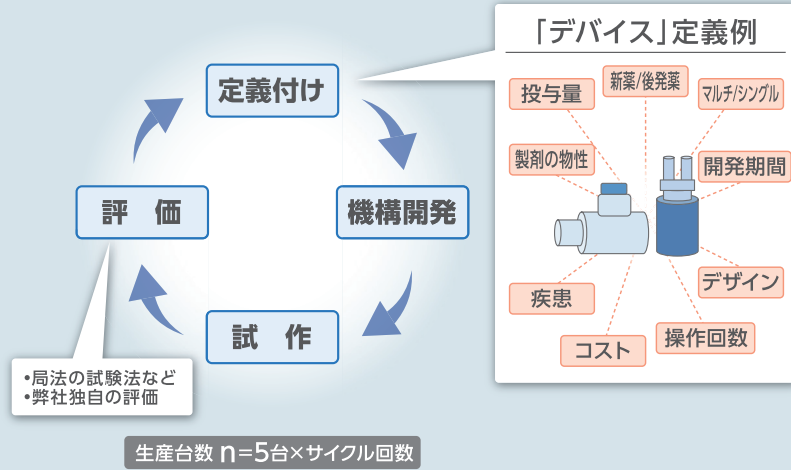 定義付け
機構開発
試　作
評　価
・局法の試験法など
・弊社独自の評価
生産台数 n=5台×サイクル回数
「デバイス」定義例
投与量
新薬/後発薬
マルチ/シングル
製剤の物性
開発期間
疾患
デザイン
コスト
操作回数